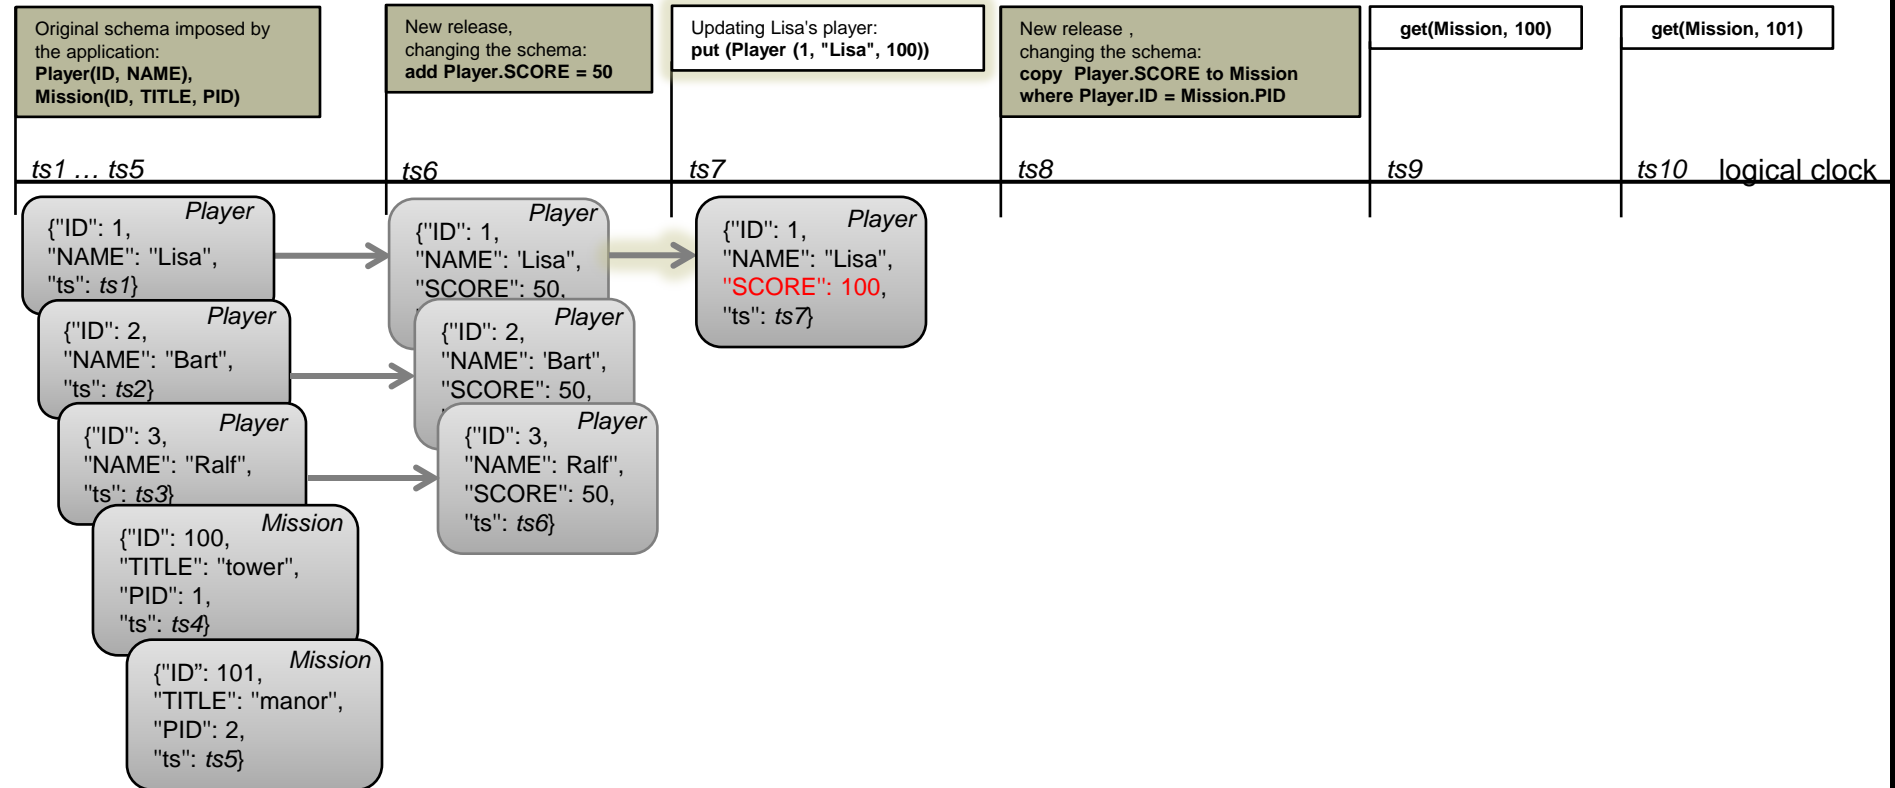 Original schema imposed by
the application:
Player(ID, NAME),
Mission(ID, TITLE, PID)
New release,
changing the schema:
add Player.SCORE = 50
Updating Lisa's player:
put (Player (1, "Lisa", 100))
New release ,
changing the schema:
copy Player.SCORE to Mission
where Player.ID = Mission.PID
get(Mission, 100)
get(Mission, 101)
ts1 … ts5
ts6
ts7
ts8
ts9
ts10
logical clock
Player
{"ID": 1,
"NAME": "Lisa",
"ts": ts1}
Player
{"ID": 2,
"NAME": "Bart",
"ts": ts2}
Player
{"ID": 3,
"NAME": "Ralf",
"ts": ts3}
Mission
{"ID": 100,
"TITLE": "tower",
"PID": 1,
"ts": ts4}
Mission
{"ID”: 101,
"TITLE": "manor",
"PID": 2,
"ts": ts5}
Player
{"ID": 1,
"NAME": 'Lisa",
"SCORE": 50,
Player
{"ID": 2,
"NAME": 'Bart",
"SCORE": 50,
Player
{"ID": 3,
"NAME": Ralf",
"SCORE": 50,
"ts": ts6}
Player
{"ID": 1,
"NAME": "Lisa",
"SCORE": 100,
"ts": ts7}